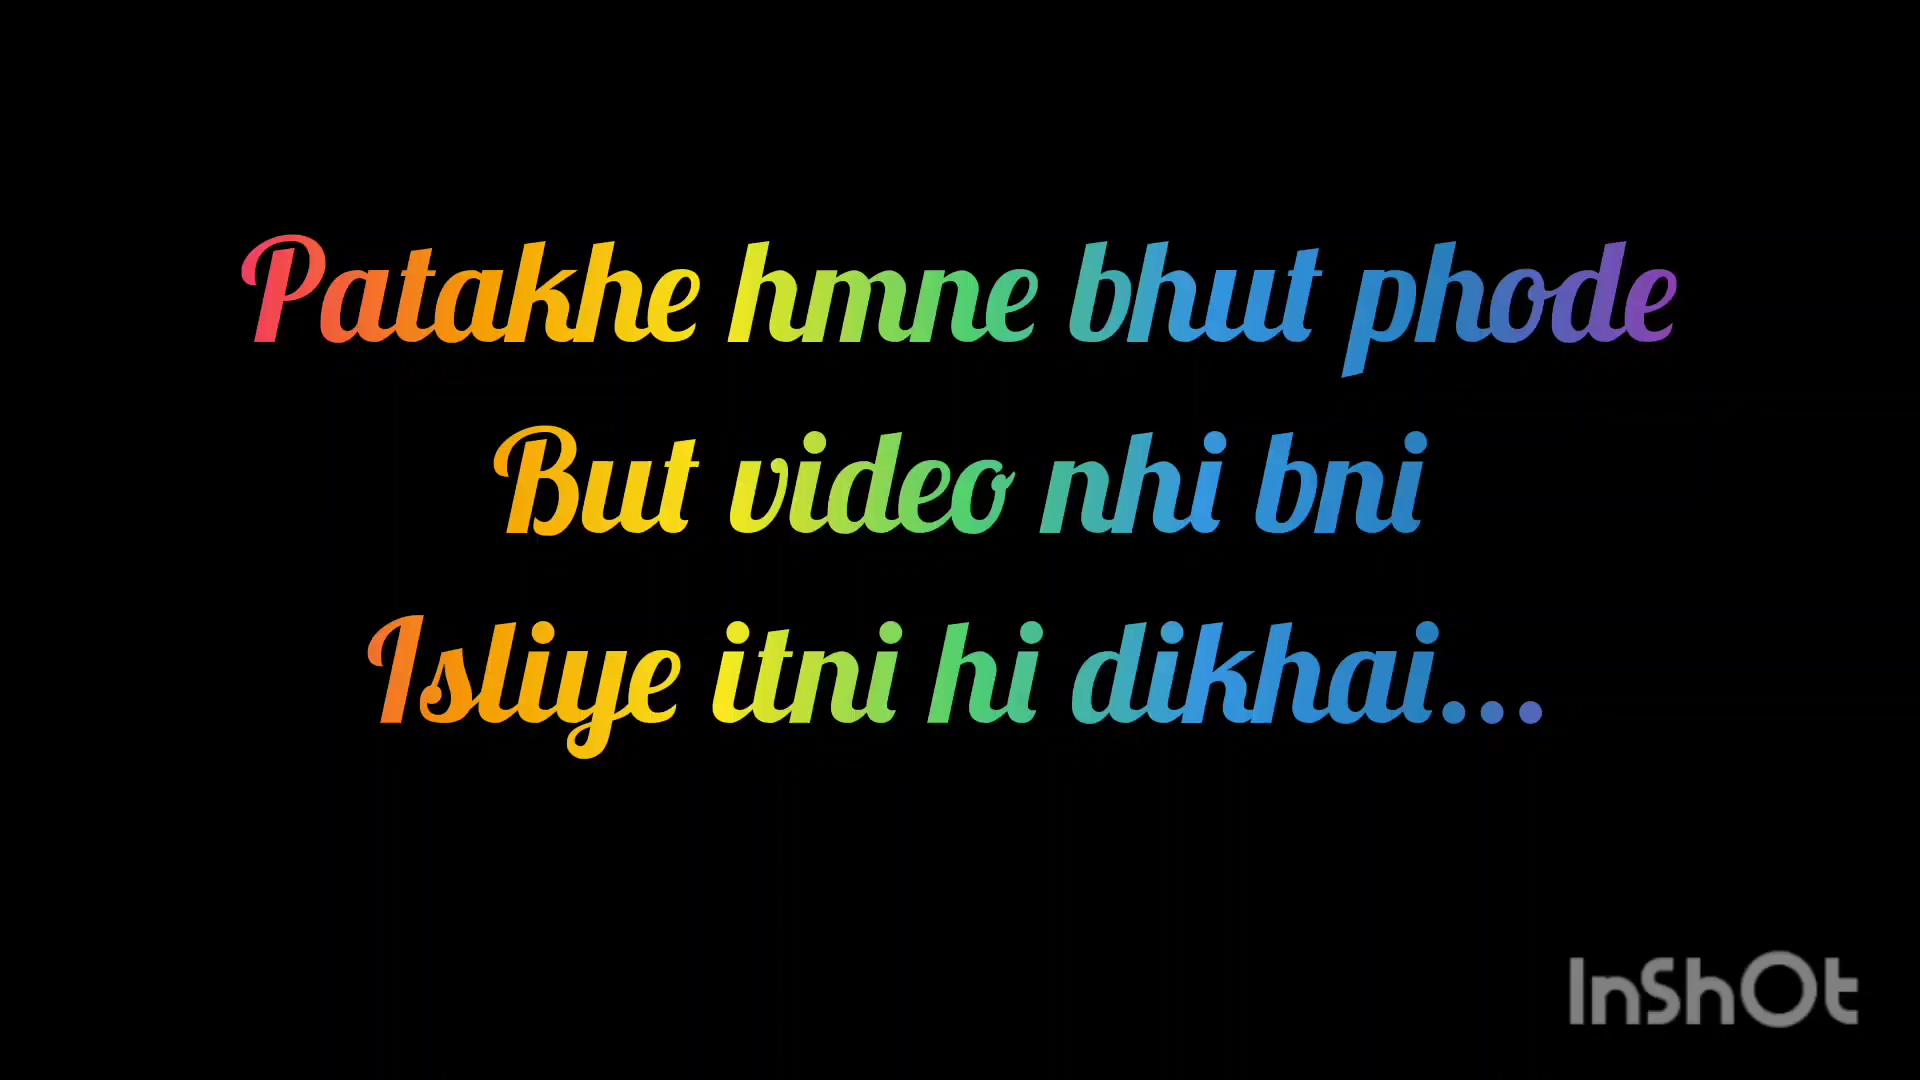 Patakhe hmne bhut phode
But video nhi bni
Isliye itni hi dikhai...
InShOt